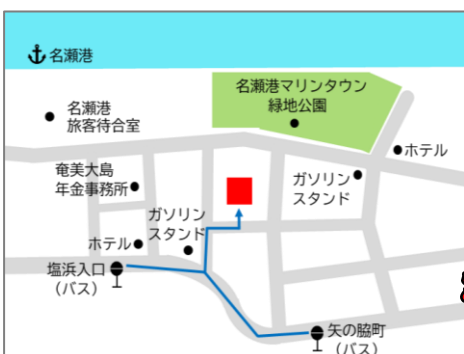 名瀬港
名瀬港マリンタウン
緑地公園
名瀬港
旅客待合室
ホテル
奄美大島
年金事務所
ガソリン
スタンド
ガソリン
スタンド
ホテル
塩浜入口
（バス）
矢の脇町
（バス）